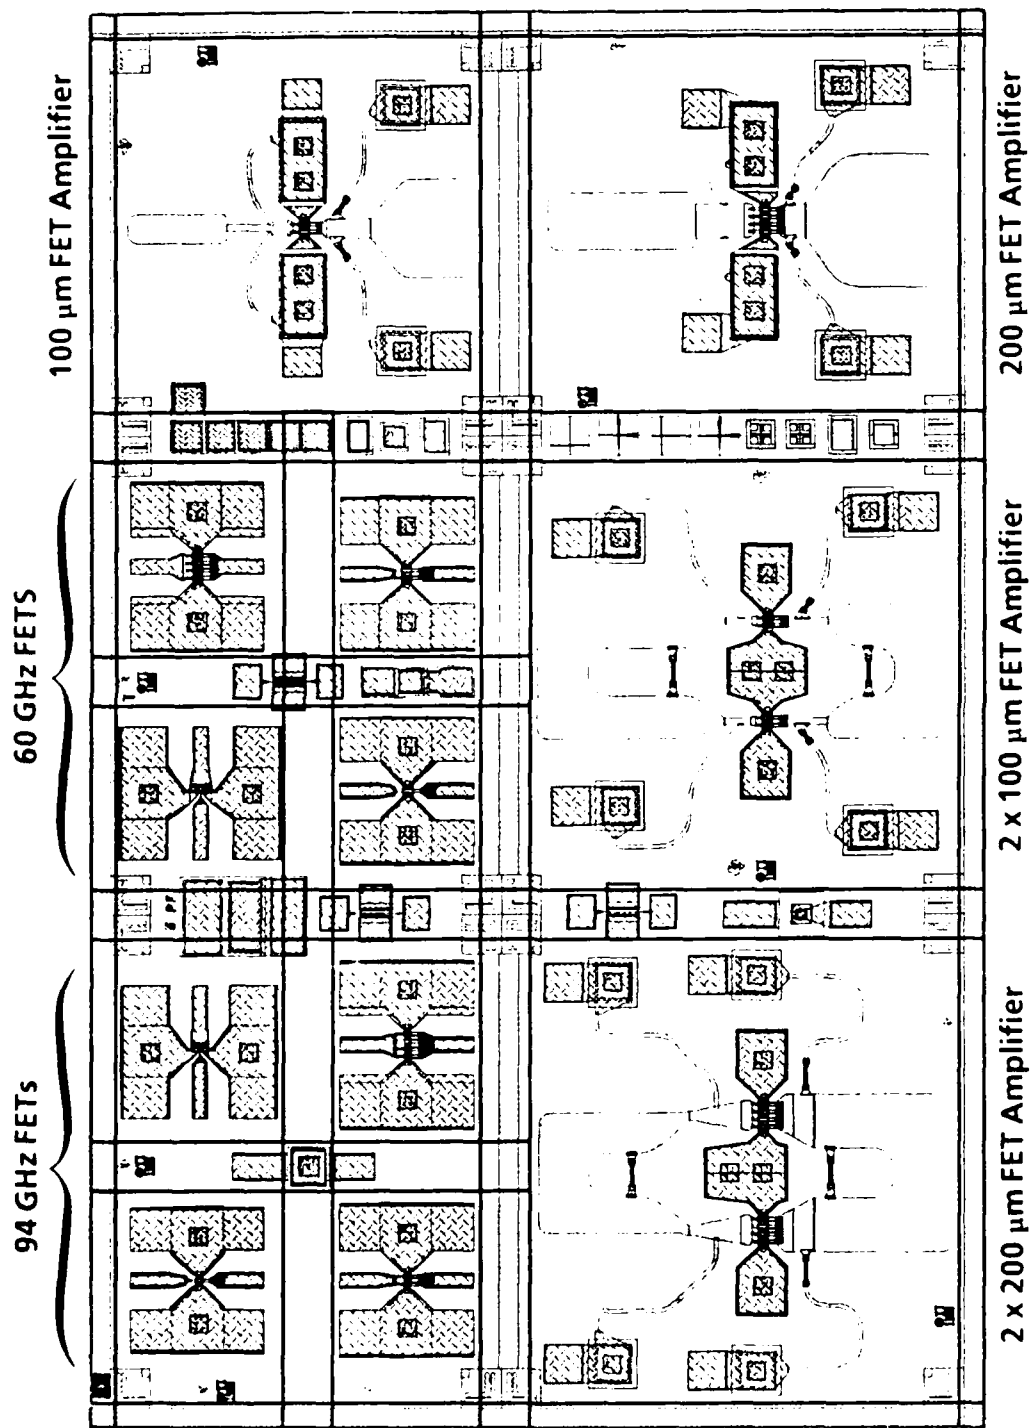 94 GHz FETs
60 GHz FETS
100 μm FET Amplifier
2 x 200 μm FET Amplifier
2 x 100 μm FET Amplifier
200 μm FET Amplifier